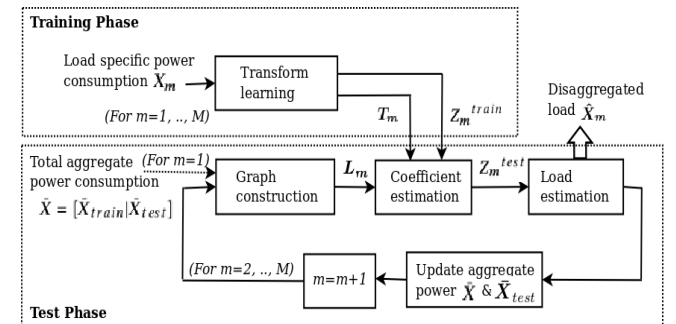 Training Phase
Load specific power
consumption X_m
(For m=1, .., M)
Transform
learning
T_m
Z_m^train
Disaggregated
load X̂_m
Total aggregate
power consumption
X̄ = [X̄_train|X̄_test]
(For m=1)
Graph
construction
L_m
Coefficient
estimation
Z_m^test
Load
estimation
(For m=2, .., M)
m=m+1
Update aggregate
power X̄ & X̄_test
Test Phase